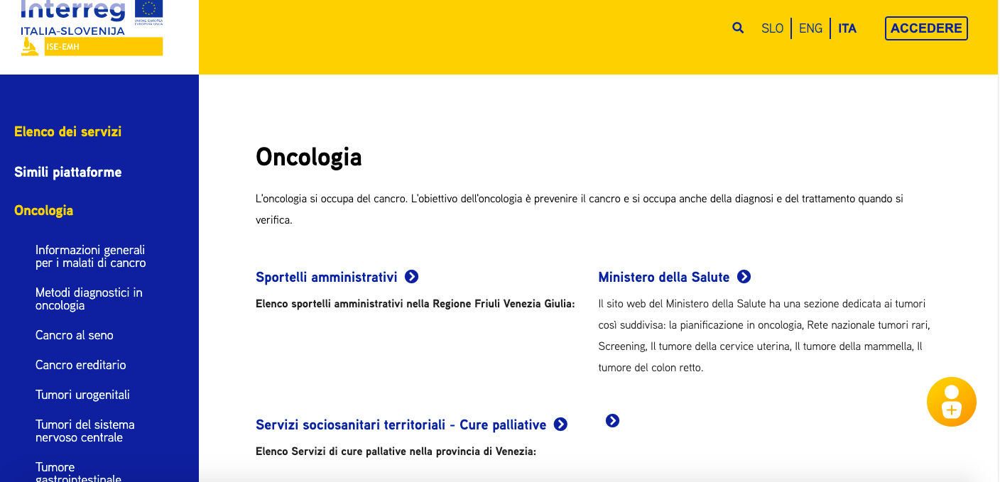 Interreg
UNIONE EUROPEA
EVROPSKA UNIJA
ITALIA-SLOVENIJA
ISE-EMH
SLO
ENG
ITA
ACCEDERE
Elenco dei servizi
Simili piattaforme
Oncologia
Informazioni generali
per i malati di cancro
Metodi diagnostici in
oncologia
Cancro al seno
Cancro ereditario
Tumori urogenitali
Tumori del sistema
nervoso centrale
Tumore
gastrointestinale
Oncologia
L'oncologia si occupa del cancro. L'obiettivo dell'oncologia è prevenire il cancro e si occupa anche della diagnosi e del trattamento quando si
verifica.
Sportelli amministrativi
Elenco sportelli amministrativi nella Regione Friuli Venezia Giulia:
Ministero della Salute
Il sito web del Ministero della Salute ha una sezione dedicata ai tumori
così suddivisa: la pianificazione in oncologia, Rete nazionale tumori rari,
Screening, Il tumore della cervice uterina, Il tumore della mammella, Il
tumore del colon retto.
Servizi sociosanitari territoriali - Cure palliative
Elenco Servizi di cure pallative nella provincia di Venezia: